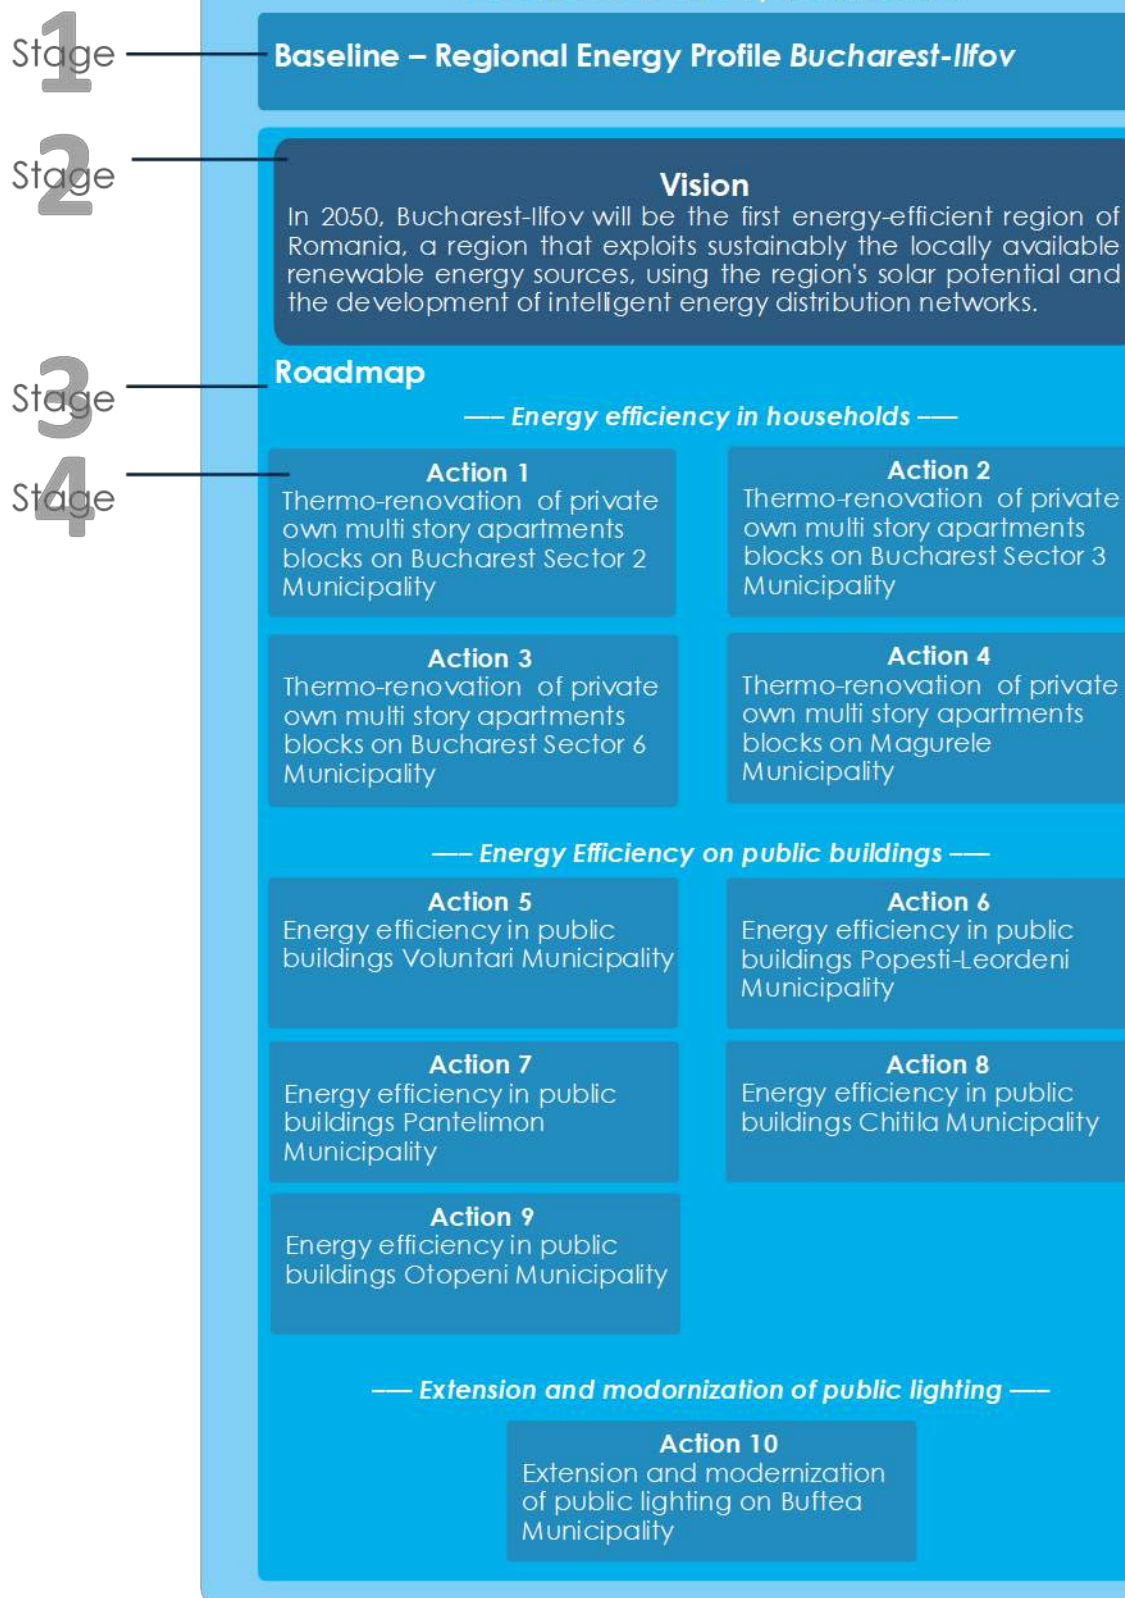 Stage 1
Baseline – Regional Energy Profile Bucharest-Ilfov
Stage 2
Vision
In 2050, Bucharest-Ilfov will be the first energy-efficient region of
Romania, a region that exploits sustainably the locally available
renewable energy sources, using the region's solar potential and
the development of intelligent energy distribution networks.
Stage 3
Roadmap
–— Energy efficiency in households –—
Stage 4
Action 1
Thermo-renovation of private
own multi story apartments
blocks on Bucharest Sector 2
Municipality
Action 2
Thermo-renovation of private
own multi story apartments
blocks on Bucharest Sector 3
Municipality
Action 3
Thermo-renovation of private
own multi story apartments
blocks on Bucharest Sector 6
Municipality
Action 4
Thermo-renovation of private
own multi story apartments
blocks on Magurele
Municipality
–— Energy Efficiency on public buildings –—
Action 5
Energy efficiency in public
buildings Voluntari Municipality
Action 6
Energy efficiency in public
buildings Popesti-Leordeni
Municipality
Action 7
Energy efficiency in public
buildings Pantelimon
Municipality
Action 8
Energy efficiency in public
buildings Chitila Municipality
Action 9
Energy efficiency in public
buildings Otopeni Municipality
–— Extension and modornization of public lighting –—
Action 10
Extension and modernization
of public lighting on Buftea
Municipality